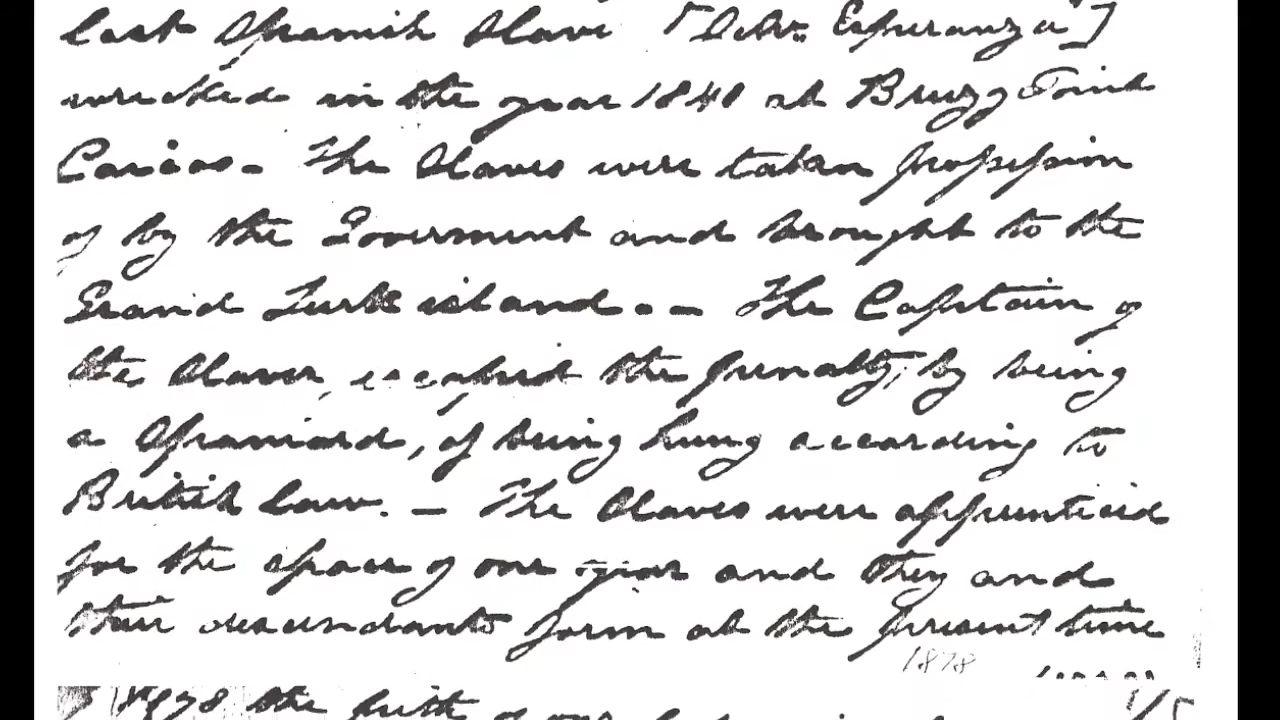 last Spanish Slave ["Schr. Esperanza"]
wrecked in the year 1841 at Breezy Point
Caicos - The Slaves were taken possession
of by the Goverment and brought to the
Grand Turk island. - The Captain of
the Slaver, escaped the penalty, by being
a Spaniard, of being hung according to
British law. - The Slaves were apprenticed
for the space of one year and they and
their descendants form at the present time
1878
1878 the